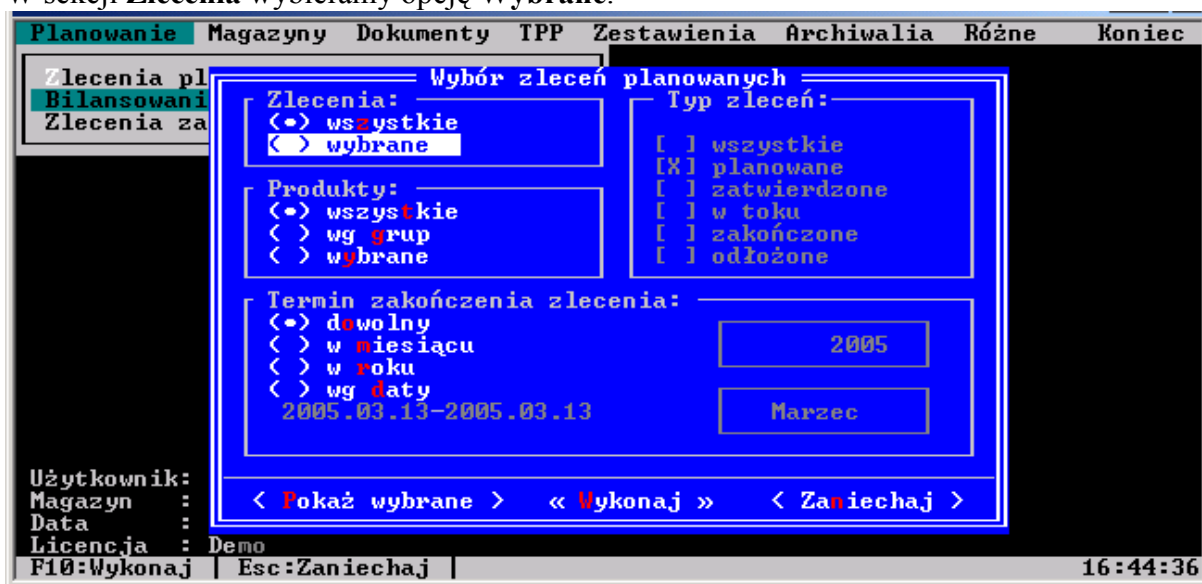 W sekcji Zlecenia wybieramy opcję Wybrane.
Planowanie Magazyny Dokumenty TPP Zestawienia Archiwalia Różne Koniec
Zlecenia pl
Bilansowani
Zlecenia za
Wybór zleceń planowanych
Zlecenia:
(•) wszystkie
( ) wybrane
Typ zleceń:
[ ] wszystkie
[X] planowane
[ ] zatwierdzone
[ ] w toku
[ ] zakończone
[ ] odłożone
Produkty:
(•) wszystkie
( ) wg grup
( ) wybrane
Termin zakończenia zlecenia:
(•) dowolny
( ) w miesiącu
( ) w roku
( ) wg daty
2005.03.13-2005.03.13
2005
Marzec
< Pokaż wybrane > « Wykonaj » < Zaniechaj >
Użytkownik:
Magazyn :
Data :
Licencja : Demo
F10:Wykonaj | Esc:Zaniechaj | 16:44:36